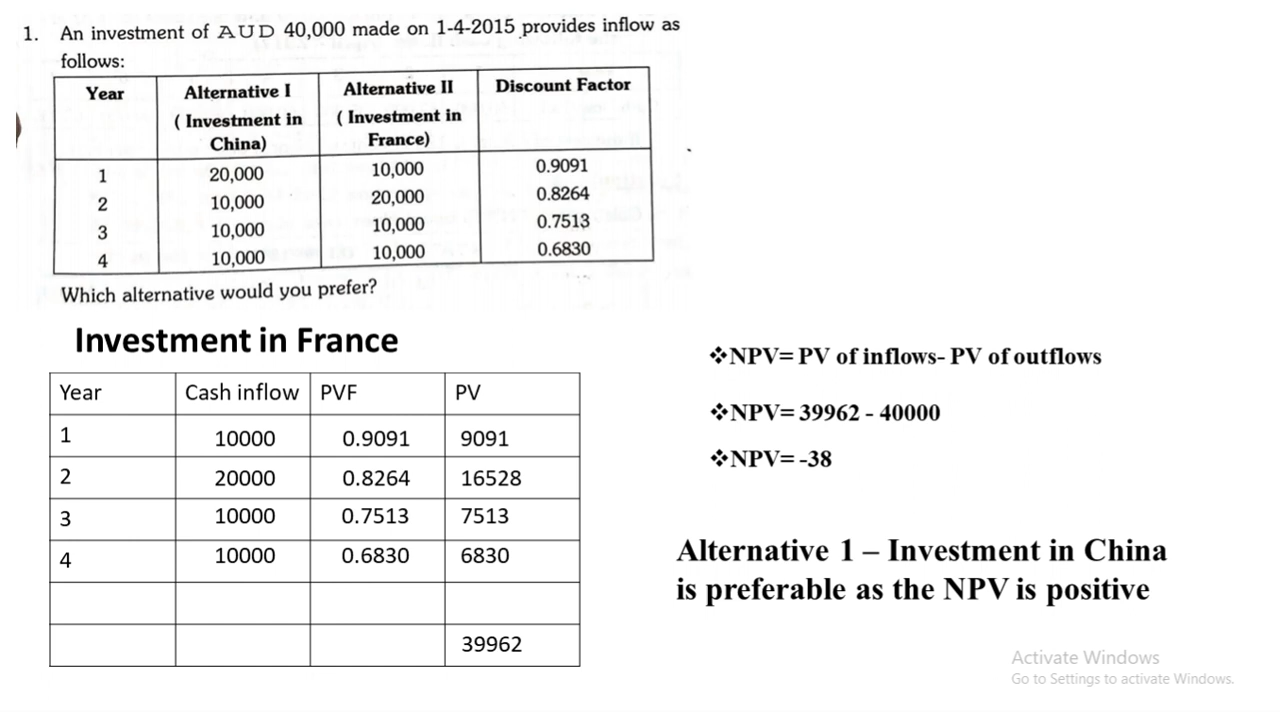 1. An investment of AUD 40,000 made on 1-4-2015 provides inflow as
follows:
Year Alternative I Alternative II Discount Factor
( Investment in ( Investment in
China) France)
1 20,000 10,000 0.9091
2 10,000 20,000 0.8264
3 10,000 10,000 0.7513
4 10,000 10,000 0.6830
Which alternative would you prefer?
Investment in France
Year Cash inflow PVF PV
1 10000 0.9091 9091
2 20000 0.8264 16528
3 10000 0.7513 7513
4 10000 0.6830 6830
39962
❖NPV= PV of inflows- PV of outflows
❖NPV= 39962 - 40000
❖NPV= -38
Alternative 1 – Investment in China
is preferable as the NPV is positive
Activate Windows
Go to Settings to activate Windows.